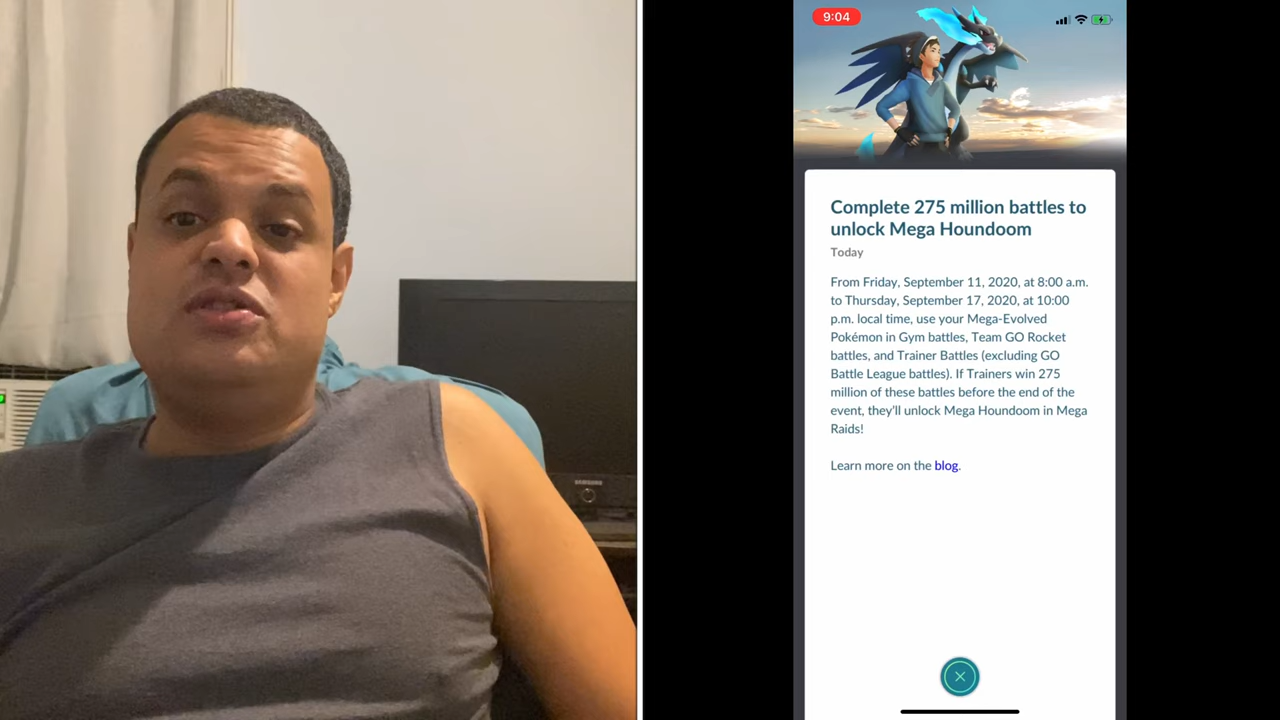 SAMSUNG
9:04
Complete 275 million battles to
unlock Mega Houndoom
Today
From Friday, September 11, 2020, at 8:00 a.m.
to Thursday, September 17, 2020, at 10:00
p.m. local time, use your Mega-Evolved
Pokémon in Gym battles, Team GO Rocket
battles, and Trainer Battles (excluding GO
Battle League battles). If Trainers win 275
million of these battles before the end of the
event, they'll unlock Mega Houndoom in Mega
Raids!
Learn more on the blog.